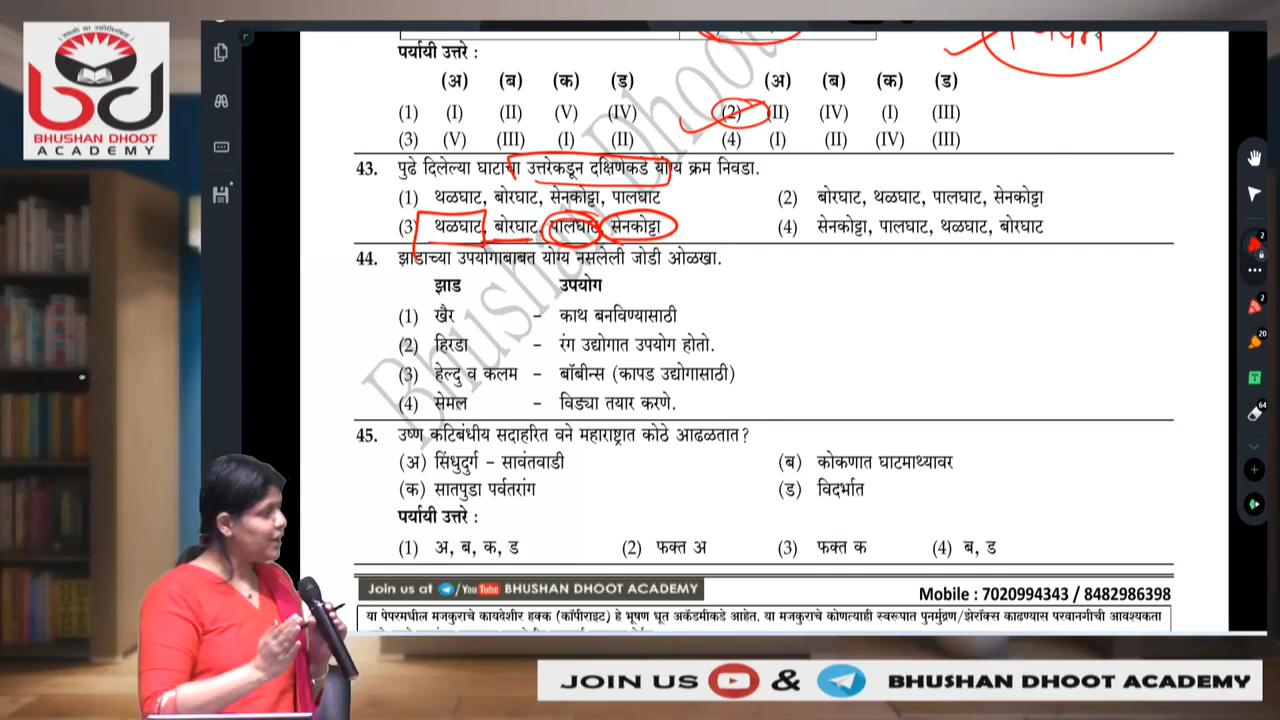 BHUSHAN DHOOT
ACADEMY
पर्यायी उत्तरे :
(अ) (ब) (क) (ड) (अ) (ब) (क) (ड)
(1) (I) (II) (V) (IV) (2) (II) (IV) (I) (III)
(3) (V) (III) (I) (II) (4) (I) (II) (IV) (III)
43. पुढे दिलेल्या घाटाचा उत्तरेकडून दक्षिणेकडे योग्य क्रम निवडा.
(1) थळघाट, बोरघाट, सेनकोट्टा, पालघाट (2) बोरघाट, थळघाट, पालघाट, सेनकोट्टा
(3) थळघाट, बोरघाट, पालघाट, सेनकोट्टा (4) सेनकोट्टा, पालघाट, थळघाट, बोरघाट
44. झाडाच्या उपयोगाबाबत योग्य नसलेली जोडी ओळखा.
झाड उपयोग
(1) खैर - काथ बनविण्यासाठी
(2) हिरडा - रंग उद्योगात उपयोग होतो.
(3) हेल्दु व कलम - बॉबीन्स (कापड उद्योगासाठी)
(4) सेमल - विड्या तयार करणे.
45. उष्ण कटिबंधीय सदाहरित वने महाराष्ट्रात कोठे आढळतात?
(अ) सिंधुदुर्ग - सावंतवाडी (ब) कोकणात घाटमाथ्यावर
(क) सातपुडा पर्वतरांग (ड) विदर्भात
पर्यायी उत्तरे :
(1) अ, ब, क, ड (2) फक्त अ (3) फक्त क (4) ब, ड
Join us at /You Tube BHUSHAN DHOOT ACADEMY Mobile : 7020994343 / 8482986398
या पेपरमधील मजकुराचे कायदेशीर हक्क (कॉपीराइट) हे भूषण धूत अकॅडमीकडे आहेत. या मजकुराचे कोणत्याही स्वरूपात पुनर्मुद्रण/झेरॉक्स काढण्यास परवानगीची आवश्यकता
JOIN US & BHUSHAN DHOOT ACADEMY
Bhushan Dhoot